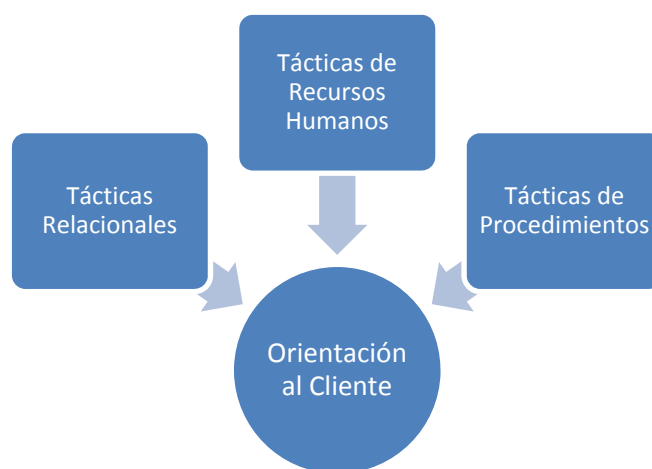 Tácticas de
Recursos
Humanos
Tácticas
Relacionales
Tácticas de
Procedimientos
Orientación
al Cliente